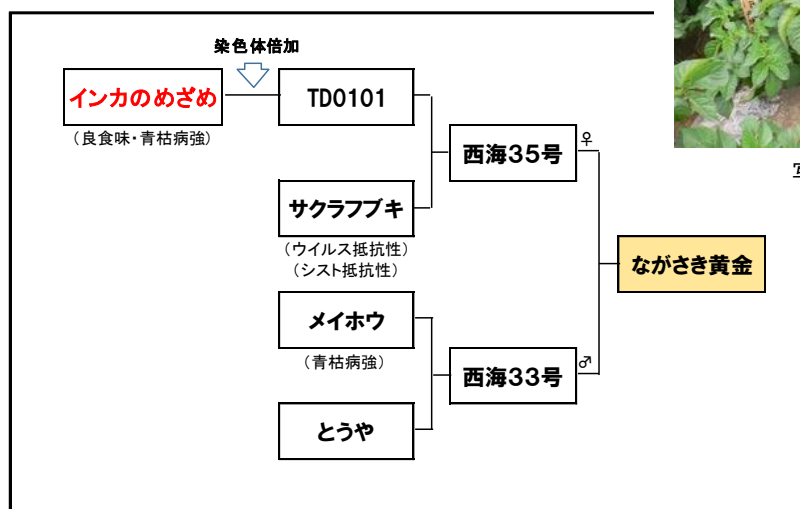 染色体倍加
インカのめざめ
（良食味・青枯病強）
TD0101
サクラフブキ
（ウイルス抵抗性）
（シスト抵抗性）
西海35号
♀
メイホウ
（青枯病強）
とうや
西海33号
♂
ながさき黄金